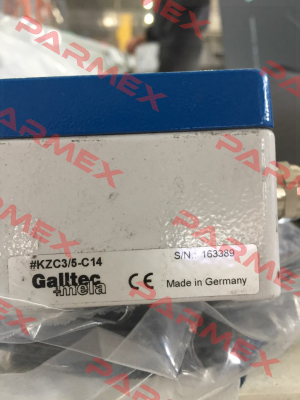 PARMEX
PARMEX
#KZC3/5-C14
S/N.: 163389
Galltec
+mela
CE
Made in Germany
PARMEX
PARMEX
PARMEX